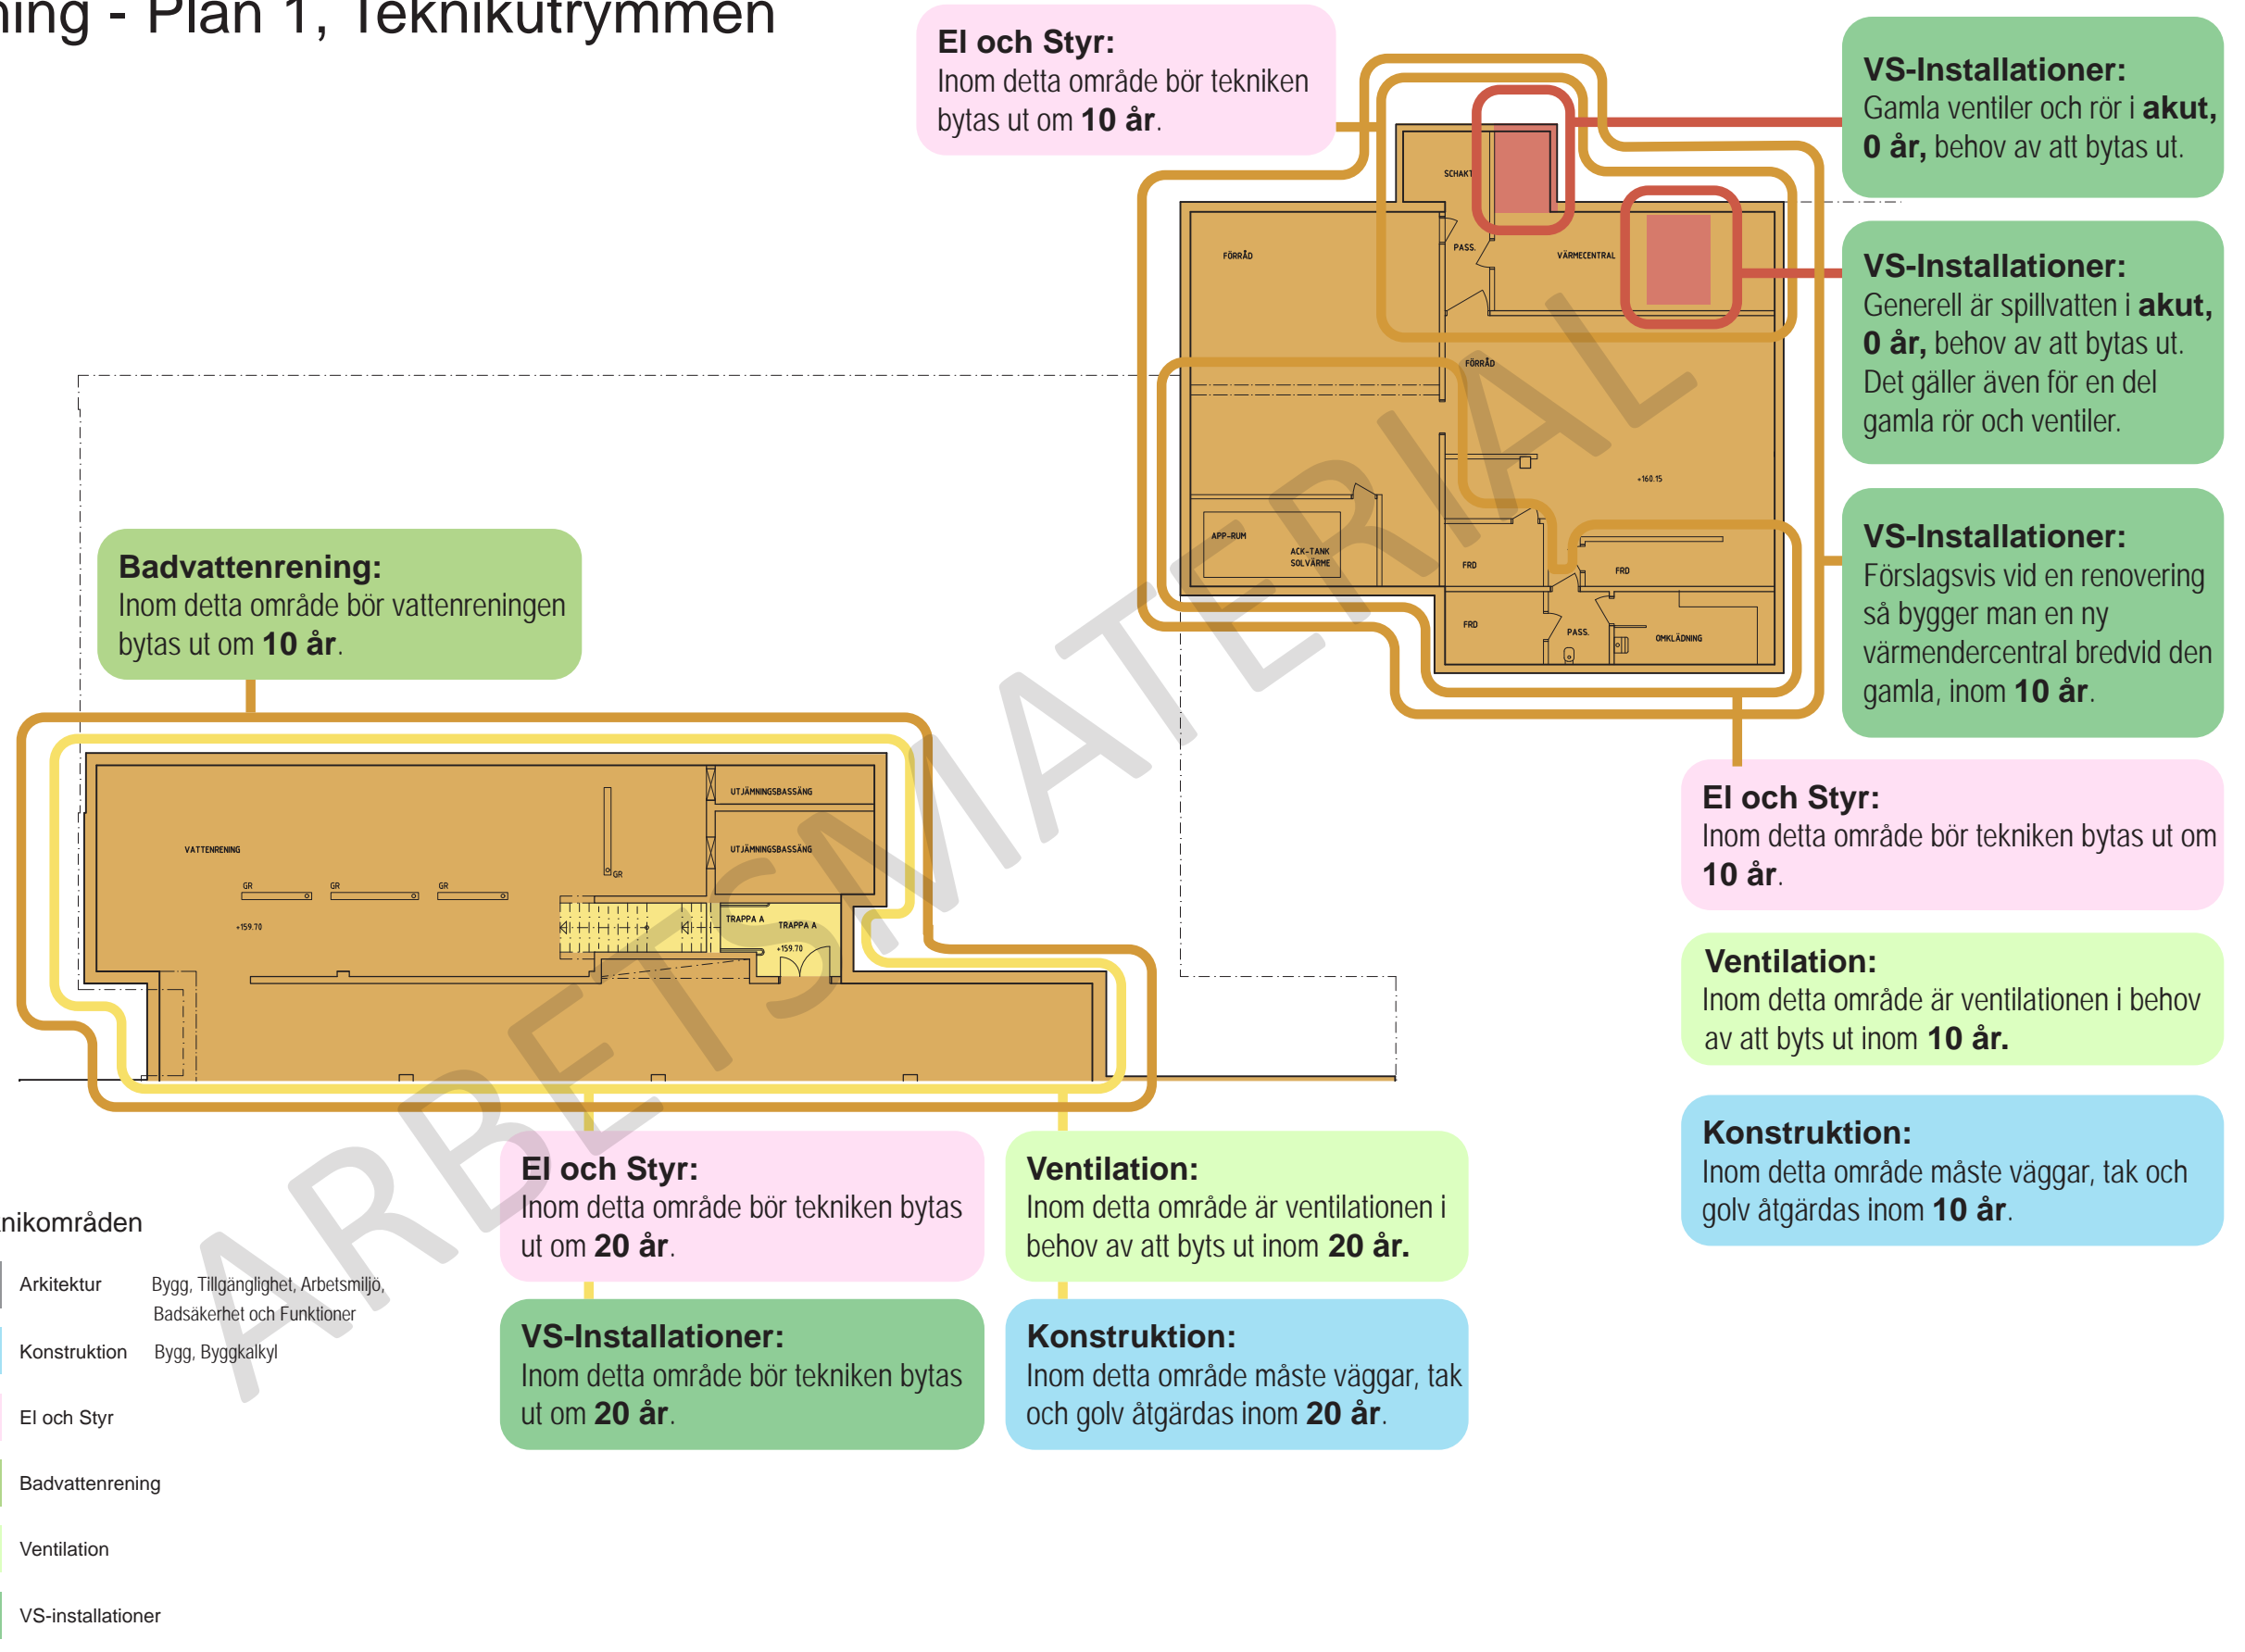 ning - Plan 1, Teknikutrymmen
El och Styr:
Inom detta område bör tekniken
bytas ut om 10 år.
VS-Installationer:
Gamla ventiler och rör i akut,
0 år, behov av att bytas ut.
VS-Installationer:
Generell är spillvatten i akut,
0 år, behov av att bytas ut.
Det gäller även för en del
gamla rör och ventiler.
VS-Installationer:
Förslagsvis vid en renovering
så bygger man en ny
värmendercentral bredvid den
gamla, inom 10 år.
SCHAKT
PASS.
VÄRMECENTRAL
FÖRRÅD
FÖRRÅD
+160.15
APP-RUM
ACK-TANK
SOLVÄRME
FRD
FRD
FRD
PASS.
OMKLÄDNING
Badvattenrening:
Inom detta område bör vattenreningen
bytas ut om 10 år.
UTJÄMNINGSBASSÄNG
UTJÄMNINGSBASSÄNG
VATTENRENING
GR
GR
GR
GR
+159.70
TRAPPA A
TRAPPA A
+159.70
El och Styr:
Inom detta område bör tekniken bytas ut om
10 år.
Ventilation:
Inom detta område är ventilationen i behov
av att byts ut inom 10 år.
Konstruktion:
Inom detta område måste väggar, tak och
golv åtgärdas inom 10 år.
El och Styr:
Inom detta område bör tekniken bytas
ut om 20 år.
Ventilation:
Inom detta område är ventilationen i
behov av att byts ut inom 20 år.
VS-Installationer:
Inom detta område bör tekniken bytas
ut om 20 år.
Konstruktion:
Inom detta område måste väggar, tak
och golv åtgärdas inom 20 år.
nikområden
Arkitektur Bygg, Tillgänglighet, Arbetsmiljö,
Badsäkerhet och Funktioner
Konstruktion Bygg, Byggkalkyl
El och Styr
Badvattenrening
Ventilation
VS-installationer
ARBETSMATERIAL